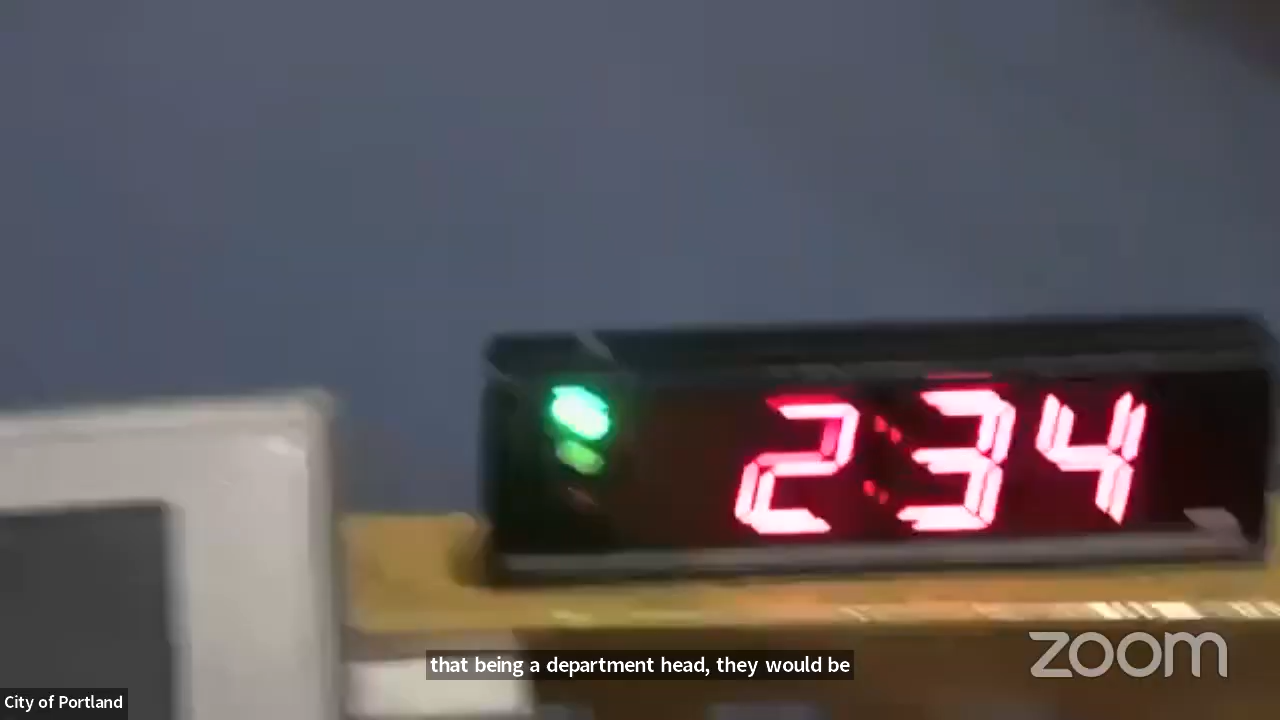 2:34
that being a department head, they would be
zoom
City of Portland